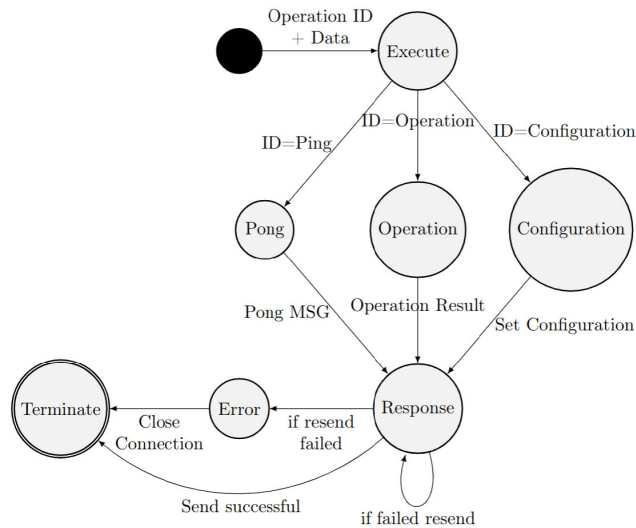 Operation ID
+ Data
Execute
ID=Operation
ID=Configuration
ID=Ping
Pong
Operation
Configuration
Pong MSG
Operation Result
Set Configuration
Terminate
Error
Response
Close
Connection
if resend
failed
Send successful
if failed resend